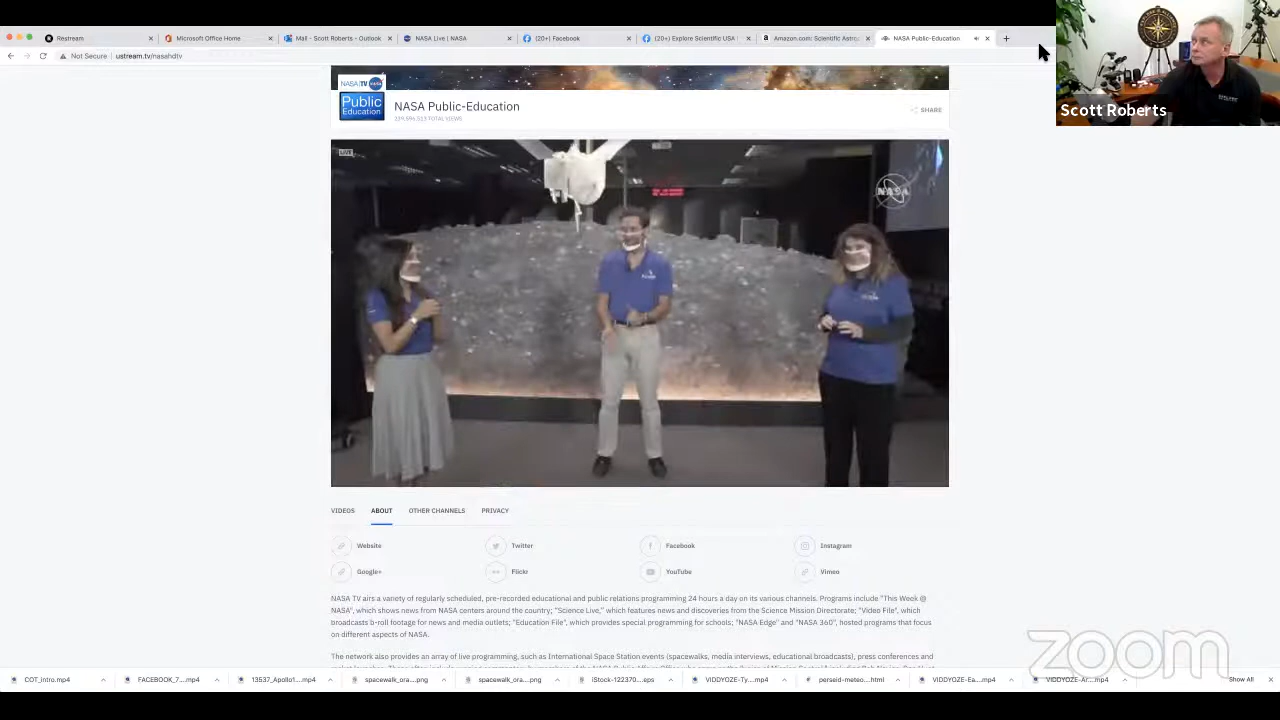 Restream
Microsoft Office Home
Mail - Scott Roberts - Outlook
NASA Live | NASA
(20+) Facebook
(20+) Explore Scientific USA
Amazon.com: Scientific Astro
NASA Public-Education
Not Secure
ustream.tv/nasahdtv
Scott Roberts
NASA TV
Public
Education
NASA Public-Education
TOTAL VIEWS
SHARE
LIVE
NASA
VIDEOS
ABOUT
OTHER CHANNELS
PRIVACY
Website
Twitter
Facebook
Instagram
Google+
Flickr
YouTube
Vimeo
NASA TV airs a variety of regularly scheduled, pre-recorded educational and public relations programming 24 hours a day on its various channels. Programs include "This Week @
NASA", which shows news from NASA centers around the country; "Science Live," which features news and discoveries from the Science Mission Directorate; "Video File", which
broadcasts b-roll footage for news and media outlets; "Education File", which provides special programming for schools; "NASA Edge" and "NASA 360", hosted programs that focus
on different aspects of NASA.
The network also provides an array of live programming, such as International Space Station events (spacewalks, media interviews, educational broadcasts), press conferences and
zoom
COT_Intro.mp4
FACEBOOK_7....mp4
13537_Apollo1....mp4
spacewalk_ora....png
spacewalk_ora....png
iStock-122370....eps
VIDDYOZE-Ty....mp4
perseid-meteo....html
VIDDYOZE-Ea....mp4
VIDDYOZE-Ar....mp4
Show All